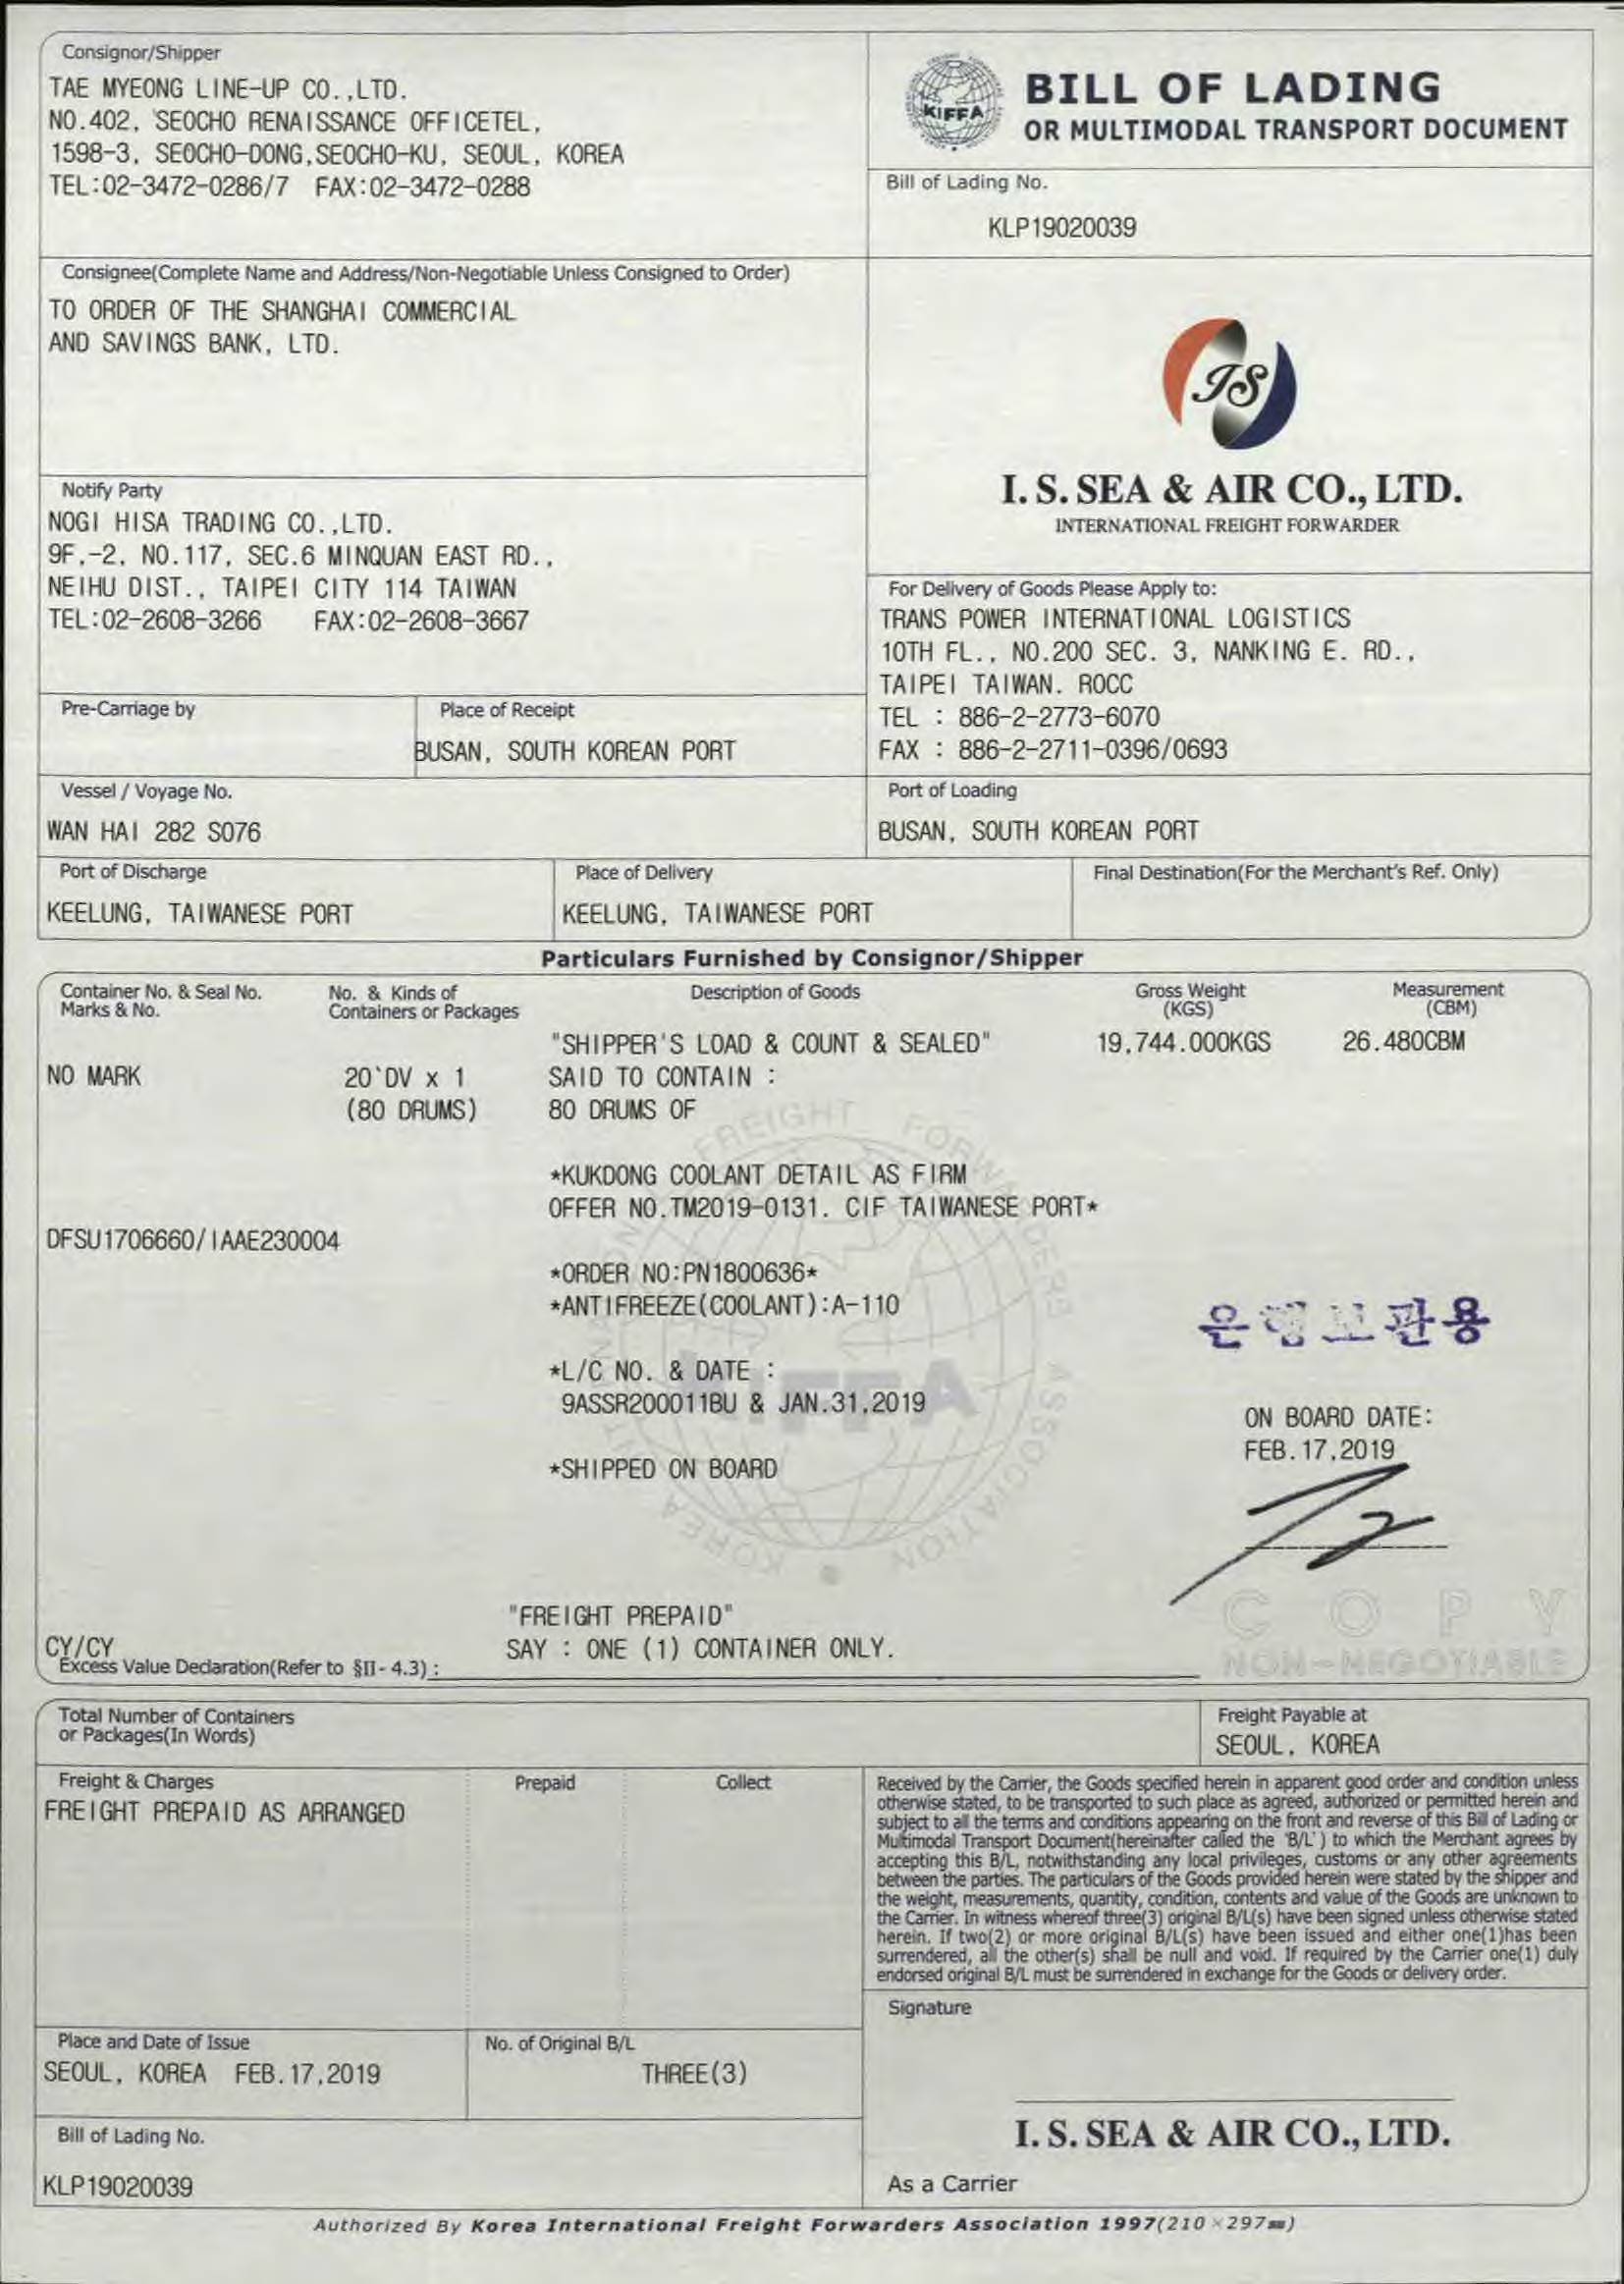 Consignor/Shipper
TAE MYEONG LINE-UP CO.,LTD.
NO.402, SEOCHO RENAISSANCE OFFICETEL,
1598-3, SEOCHO-DONG,SEOCHO-KU, SEOUL, KOREA
TEL:02-3472-0286/7 FAX:02-3472-0288
KIFFA
BILL OF LADING
OR MULTIMODAL TRANSPORT DOCUMENT
Bill of Lading No.
KLP19020039
Consignee(Complete Name and Address/Non-Negotiable Unless Consigned to Order)
TO ORDER OF THE SHANGHAI COMMERCIAL
AND SAVINGS BANK, LTD.
IS
I. S. SEA & AIR CO., LTD.
INTERNATIONAL FREIGHT FORWARDER
Notify Party
NOGI HISA TRADING CO.,LTD.
9F,-2, NO.117, SEC.6 MINQUAN EAST RD.,
NEIHU DIST., TAIPEI CITY 114 TAIWAN
TEL:02-2608-3266 FAX:02-2608-3667
For Delivery of Goods Please Apply to:
TRANS POWER INTERNATIONAL LOGISTICS
10TH FL., NO.200 SEC. 3, NANKING E. RD.,
TAIPEI TAIWAN. ROCC
TEL : 886-2-2773-6070
FAX : 886-2-2711-0396/0693
Pre-Carriage by
Place of Receipt
BUSAN, SOUTH KOREAN PORT
Vessel / Voyage No.
WAN HAI 282 S076
Port of Loading
BUSAN, SOUTH KOREAN PORT
Port of Discharge
KEELUNG, TAIWANESE PORT
Place of Delivery
KEELUNG, TAIWANESE PORT
Final Destination(For the Merchant's Ref. Only)
Particulars Furnished by Consignor/Shipper
Container No. & Seal No.
Marks & No.
No. & Kinds of
Containers or Packages
Description of Goods
Gross Weight
(KGS)
Measurement
(CBM)
"SHIPPER'S LOAD & COUNT & SEALED" 19,744.000KGS 26.480CBM
NO MARK 20`DV x 1 SAID TO CONTAIN :
(80 DRUMS) 80 DRUMS OF
*KUKDONG COOLANT DETAIL AS FIRM
OFFER NO.TM2019-0131. CIF TAIWANESE PORT*
DFSU1706660/IAAE230004
*ORDER NO:PN1800636*
*ANTIFREEZE(COOLANT):A-110
은행보관용
*L/C NO. & DATE :
9ASSR200011BU & JAN.31,2019
ON BOARD DATE:
FEB.17,2019
*SHIPPED ON BOARD
KOREA INTERNATIONAL FREIGHT FORWARDERS ASSOCIATION
KIFFA
"FREIGHT PREPAID"
CY/CY SAY : ONE (1) CONTAINER ONLY.
COPY
NON-NEGOTIABLE
Excess Value Declaration(Refer to §II- 4.3) :
Total Number of Containers
or Packages(In Words)
Freight Payable at
SEOUL, KOREA
Freight & Charges Prepaid Collect
FREIGHT PREPAID AS ARRANGED
Received by the Carrier, the Goods specified herein in apparent good order and condition unless
otherwise stated, to be transported to such place as agreed, authorized or permitted herein and
subject to all the terms and conditions appearing on the front and reverse of this Bill of Lading or
Multimodal Transport Document(hereinafter called the 'B/L') to which the Merchant agrees by
accepting this B/L, notwithstanding any local privileges, customs or any other agreements
between the parties. The particulars of the Goods provided herein were stated by the shipper and
the weight, measurements, quantity, condition, contents and value of the Goods are unknown to
the Carrier. In witness whereof three(3) original B/L(s) have been signed unless otherwise stated
herein. If two(2) or more original B/L(s) have been issued and either one(1)has been
surrendered, all the other(s) shall be null and void. If required by the Carrier one(1) duly
endorsed original B/L must be surrendered in exchange for the Goods or delivery order.
Signature
Place and Date of Issue
SEOUL, KOREA FEB.17,2019
No. of Original B/L
THREE(3)
Bill of Lading No.
KLP19020039
I. S. SEA & AIR CO., LTD.
As a Carrier
Authorized By Korea International Freight Forwarders Association 1997(210×297㎜)